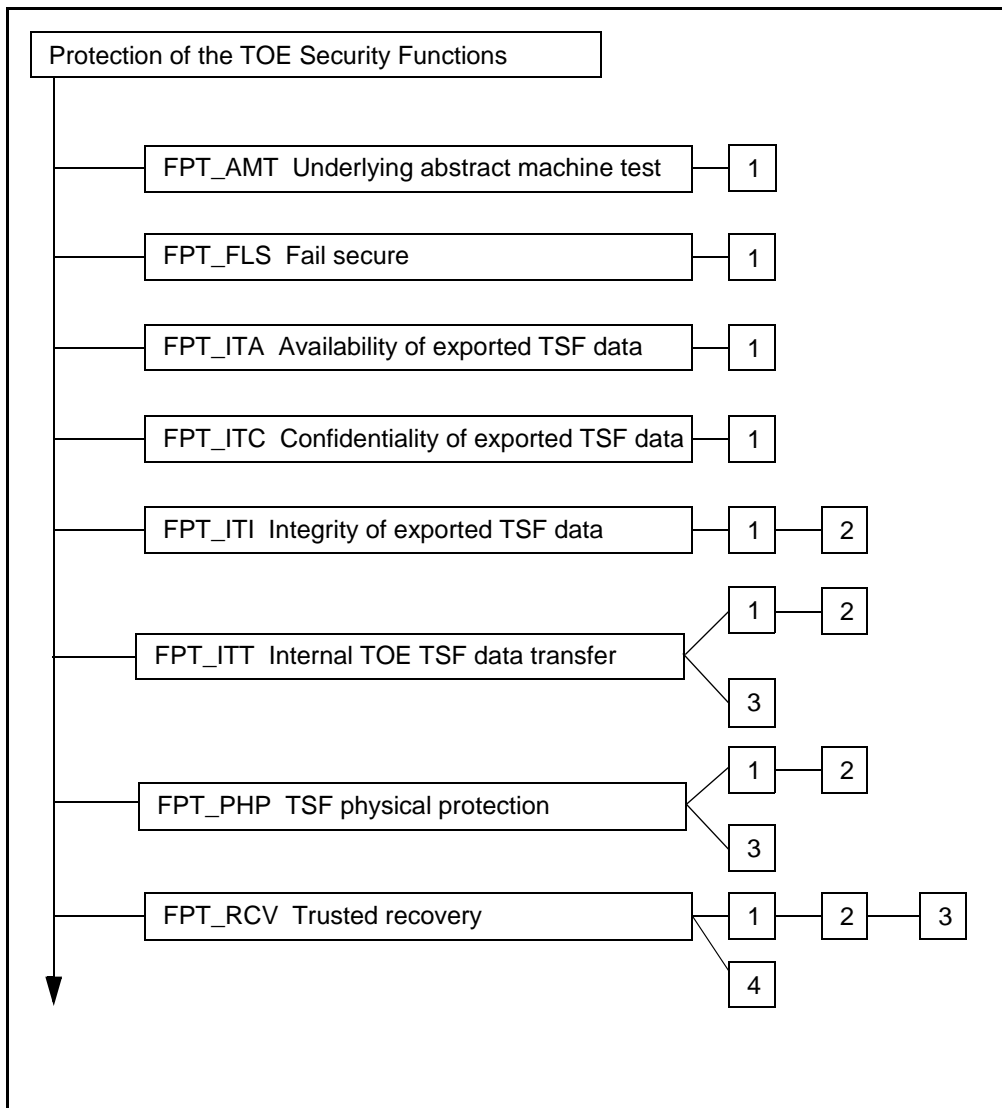 Protection of the TOE Security Functions
FPT_AMT Underlying abstract machine test 1
FPT_FLS Fail secure 1
FPT_ITA Availability of exported TSF data 1
FPT_ITC Confidentiality of exported TSF data 1
FPT_ITI Integrity of exported TSF data 1 2
1 2
FPT_ITT Internal TOE TSF data transfer
3
1 2
FPT_PHP TSF physical protection
3
FPT_RCV Trusted recovery 1 2 3
4